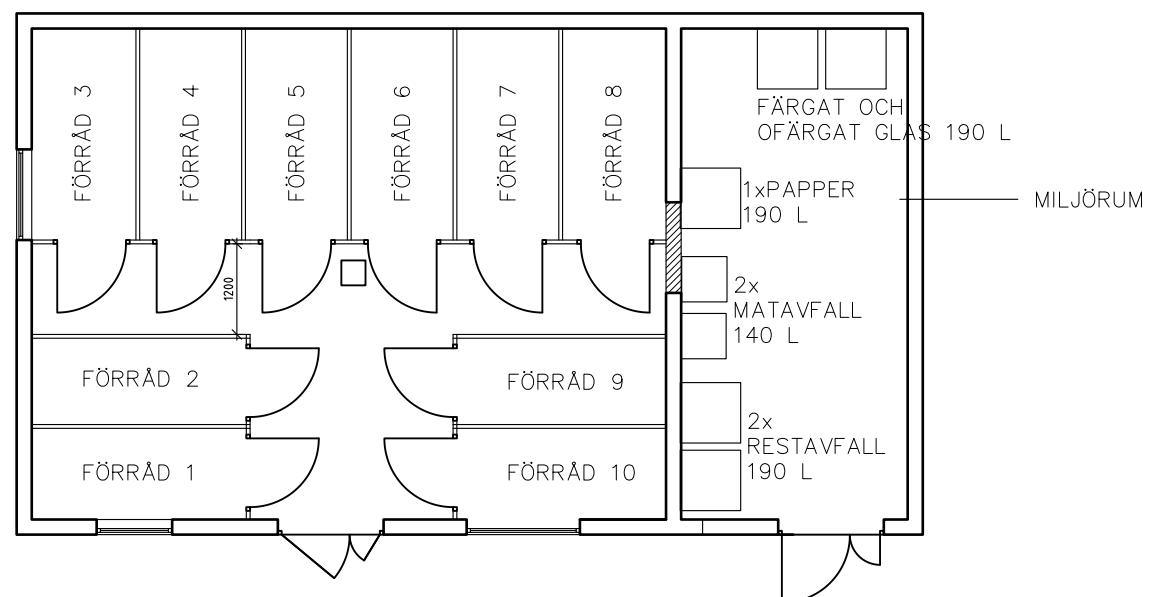 FÖRRÅD 3
FÖRRÅD 4
FÖRRÅD 5
FÖRRÅD 6
FÖRRÅD 7
FÖRRÅD 8
FÄRGAT OCH
OFÄRGAT GLAS 190 L
1xPAPPER
190 L
MILJÖRUM
1200
2x
MATAVFALL
140 L
FÖRRÅD 2
FÖRRÅD 9
2x
RESTAVFALL
190 L
FÖRRÅD 1
FÖRRÅD 10